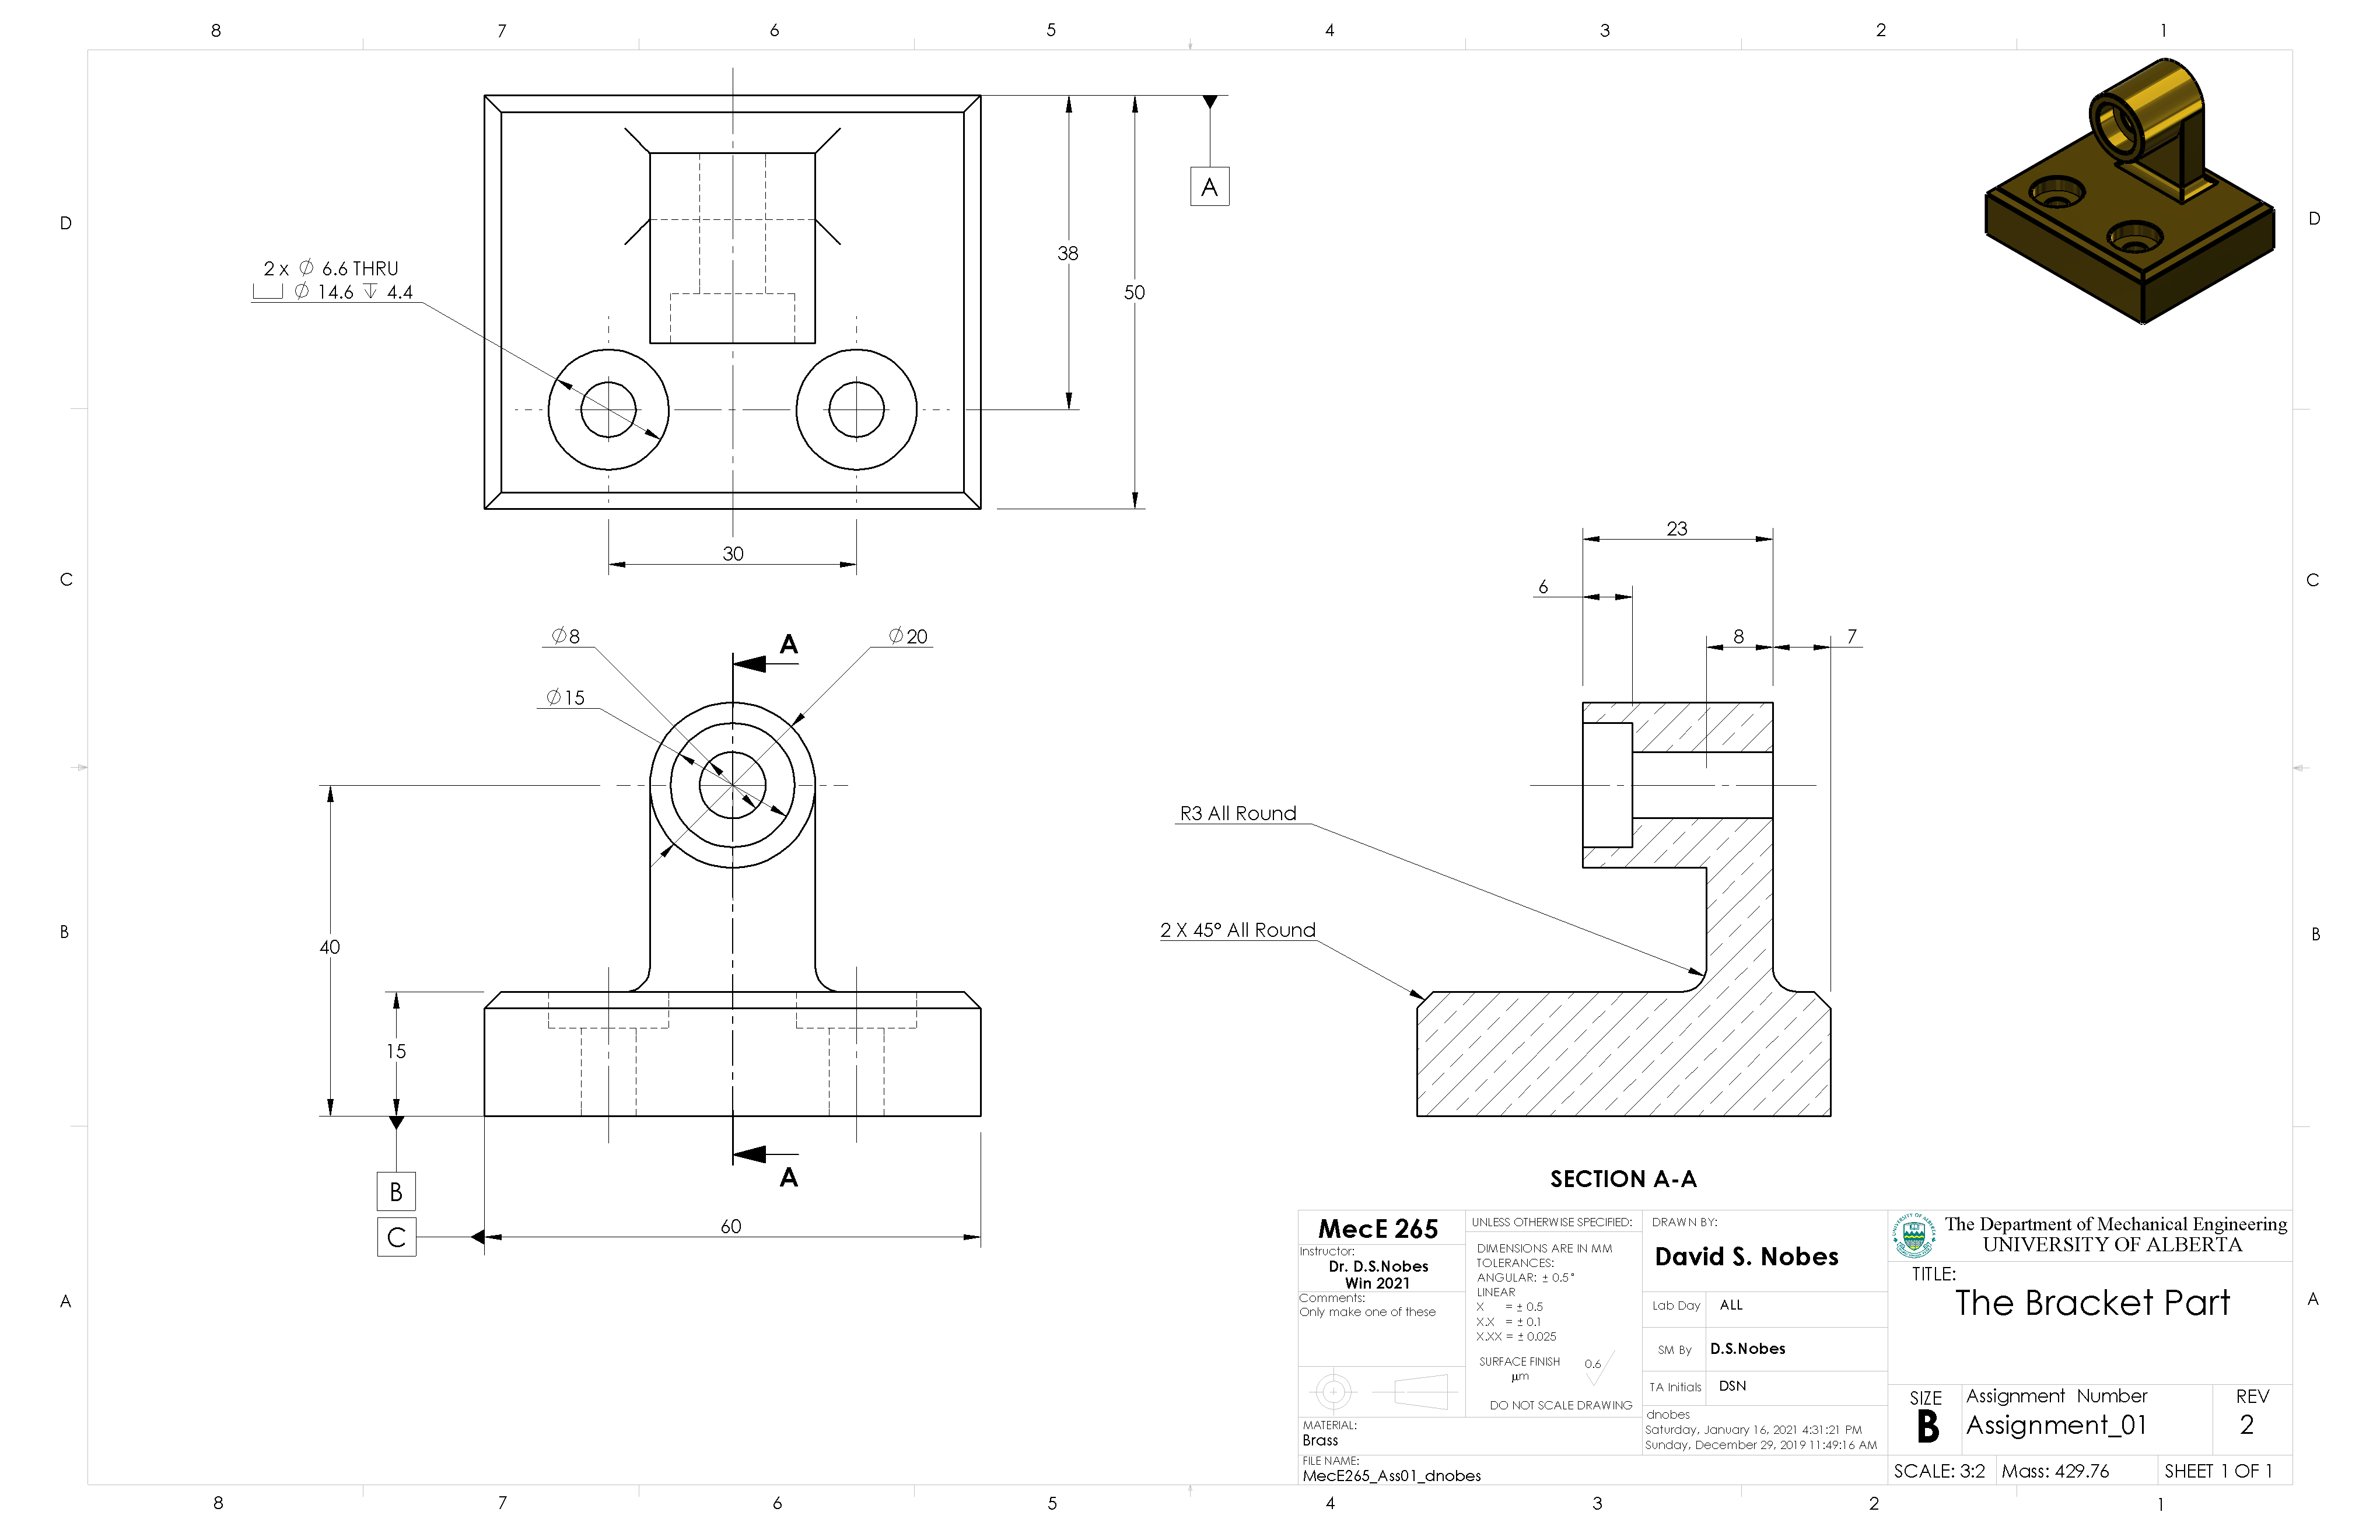 8 7 6 5 4 3 2 1
D
D
A
38
50
2 x ∅ 6.6 THRU
⌴ ∅ 14.6 ↧ 4.4
30
C
C
23
6
8
7
∅8
∅20
∅15
A
R3 All Round
2 X 45° All Round
B
B
40
15
A
B
C
60
SECTION A-A
A
A
MecE 265
Instructor:
Dr. D.S.Nobes
Win 2021
Comments:
Only make one of these
UNLESS OTHERWISE SPECIFIED:
DIMENSIONS ARE IN MM
TOLERANCES:
ANGULAR: ± 0.5°
LINEAR
X = ± 0.5
X.X = ± 0.1
X.XX = ± 0.025
SURFACE FINISH 0.6
µm
DO NOT SCALE DRAWING
MATERIAL:
Brass
FILE NAME:
MecE265_Ass01_dnobes
DRAWN BY:
David S. Nobes
Lab Day ALL
SM By D.S.Nobes
TA Initials DSN
dnobes
Saturday, January 16, 2021 4:31:21 PM
Sunday, December 29, 2019 11:49:16 AM
UNIVERSITY OF ALBERTA
The Department of Mechanical Engineering
UNIVERSITY OF ALBERTA
TITLE:
The Bracket Part
SIZE
B
Assignment Number
Assignment_01
REV
2
SCALE: 3:2 Mass: 429.76 SHEET 1 OF 1
8 7 6 5 4 3 2 1